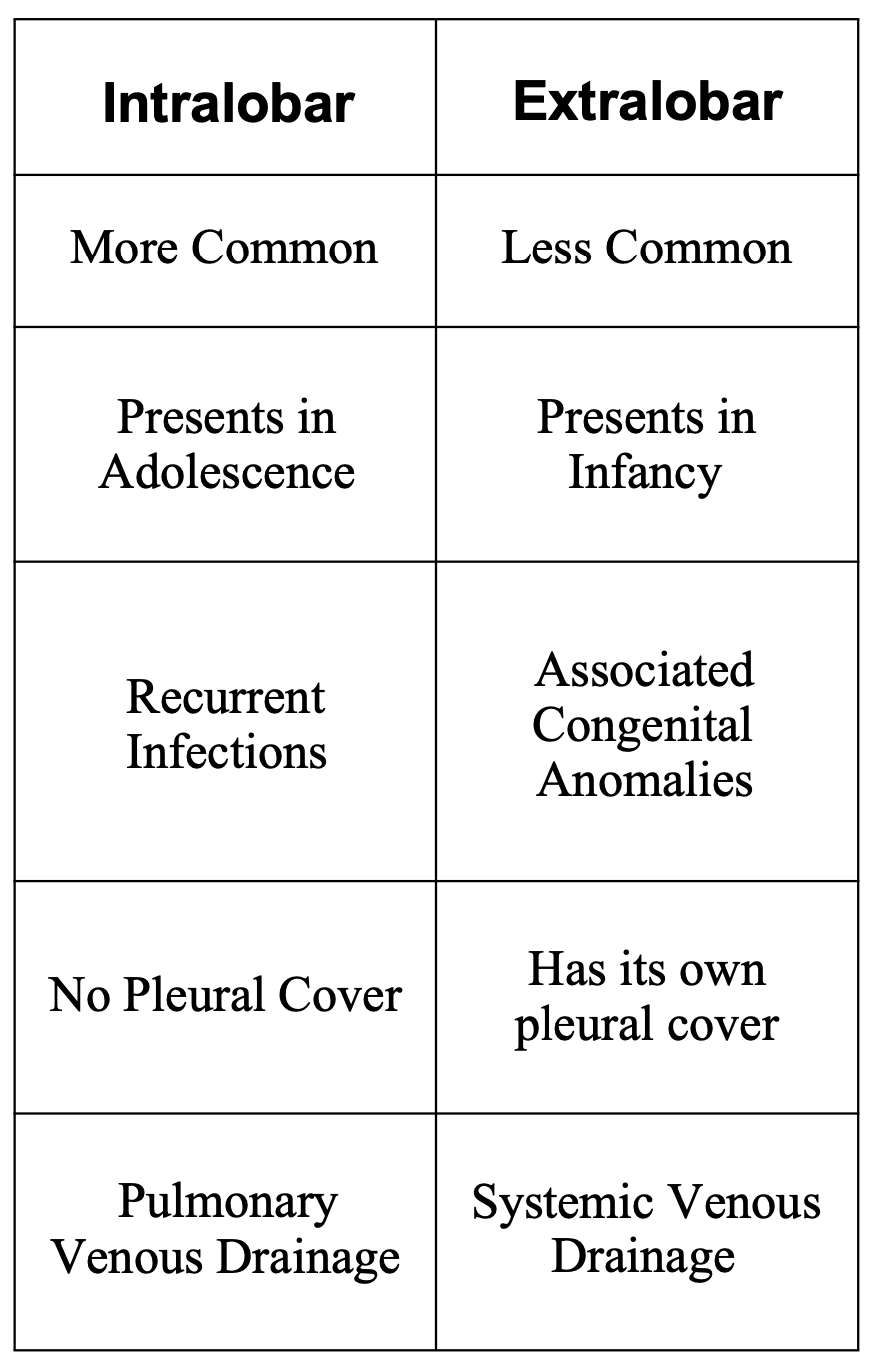 Intralobar
Extralobar
More Common
Less Common
Presents in
Adolescence
Presents in
Infancy
Recurrent
Infections
Associated
Congenital
Anomalies
No Pleural Cover
Has its own
pleural cover
Pulmonary
Venous Drainage
Systemic Venous
Drainage